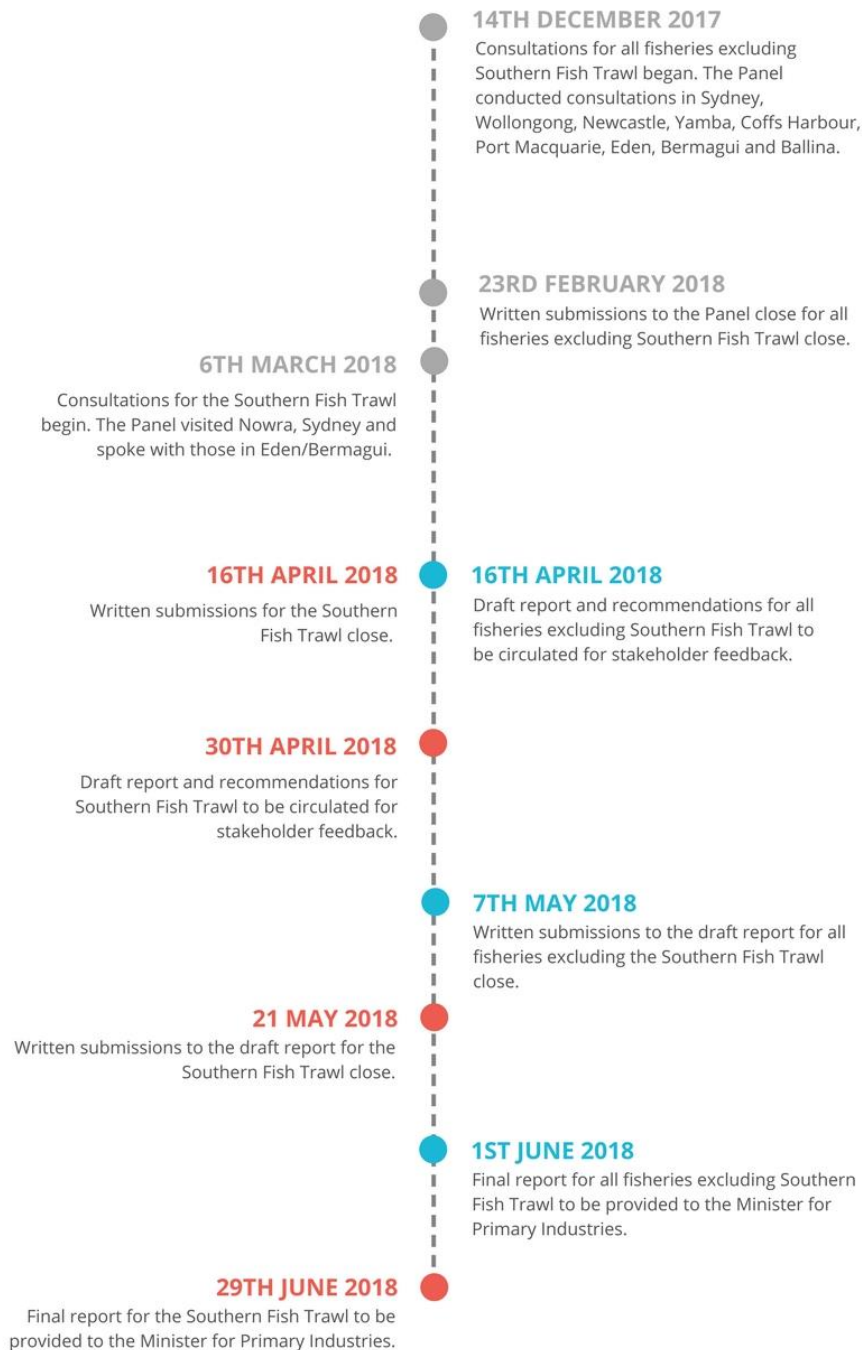 14TH DECEMBER 2017
Consultations for all fisheries excluding
Southern Fish Trawl began. The Panel
conducted consultations in Sydney,
Wollongong, Newcastle, Yamba, Coffs Harbour,
Port Macquarie, Eden, Bermagui and Ballina.
23RD FEBRUARY 2018
Written submissions to the Panel close for all
fisheries excluding Southern Fish Trawl close.
6TH MARCH 2018
Consultations for the Southern Fish Trawl
begin. The Panel visited Nowra, Sydney and
spoke with those in Eden/Bermagui.
16TH APRIL 2018
Written submissions for the Southern
Fish Trawl close.
16TH APRIL 2018
Draft report and recommendations for all
fisheries excluding Southern Fish Trawl to
be circulated for stakeholder feedback.
30TH APRIL 2018
Draft report and recommendations for
Southern Fish Trawl to be circulated for
stakeholder feedback.
7TH MAY 2018
Written submissions to the draft report for all
fisheries excluding the Southern Fish Trawl
close.
21 MAY 2018
Written submissions to the draft report for the
Southern Fish Trawl close.
1ST JUNE 2018
Final report for all fisheries excluding Southern
Fish Trawl to be provided to the Minister for
Primary Industries.
29TH JUNE 2018
Final report for the Southern Fish Trawl to be
provided to the Minister for Primary Industries.